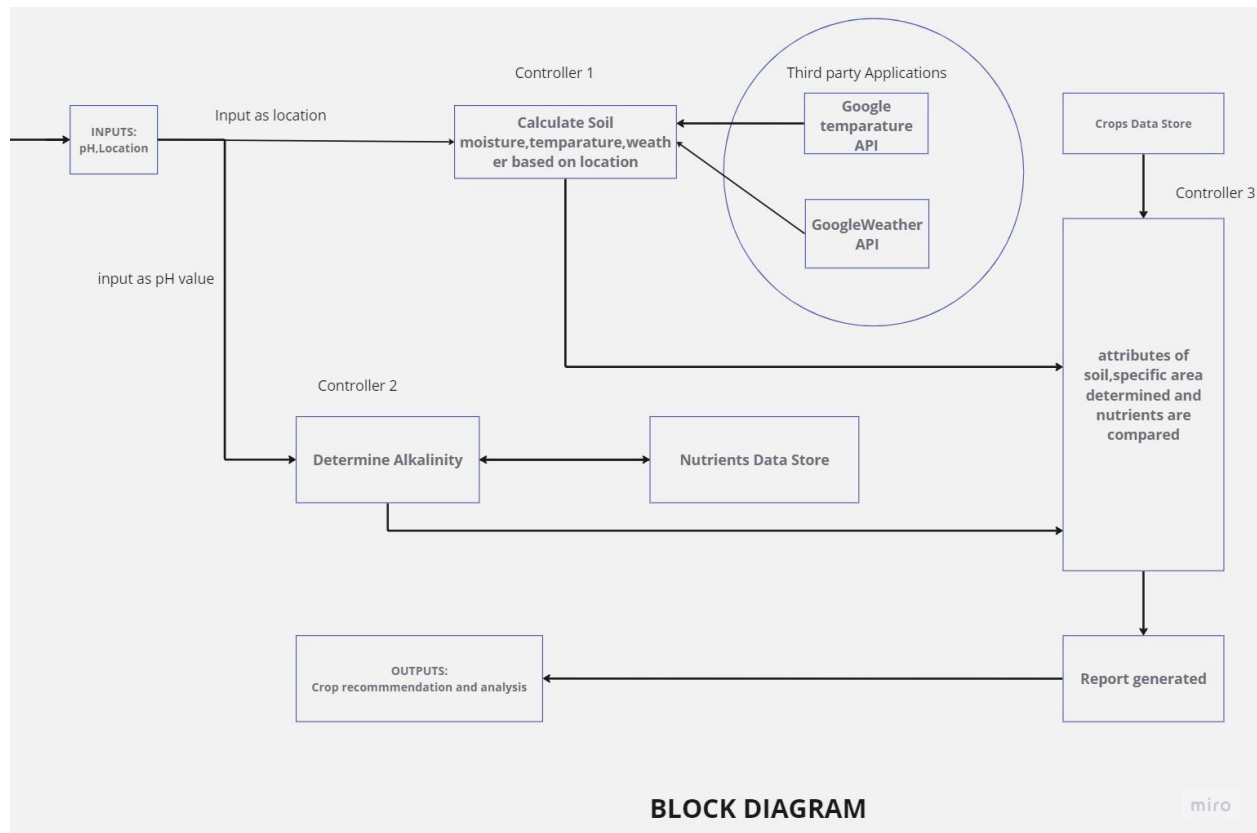 Controller 1
Third party Applications
Input as location
INPUTS:
pH,Location
Calculate Soil
moisture,temparature,weath
er based on location
Google
temparature
API
Crops Data Store
Controller 3
GoogleWeather
API
input as pH value
attributes of
soil,specific area
determined and
nutrients are
compared
Controller 2
Determine Alkalinity
Nutrients Data Store
OUTPUTS:
Crop recommmendation and analysis
Report generated
BLOCK DIAGRAM
miro